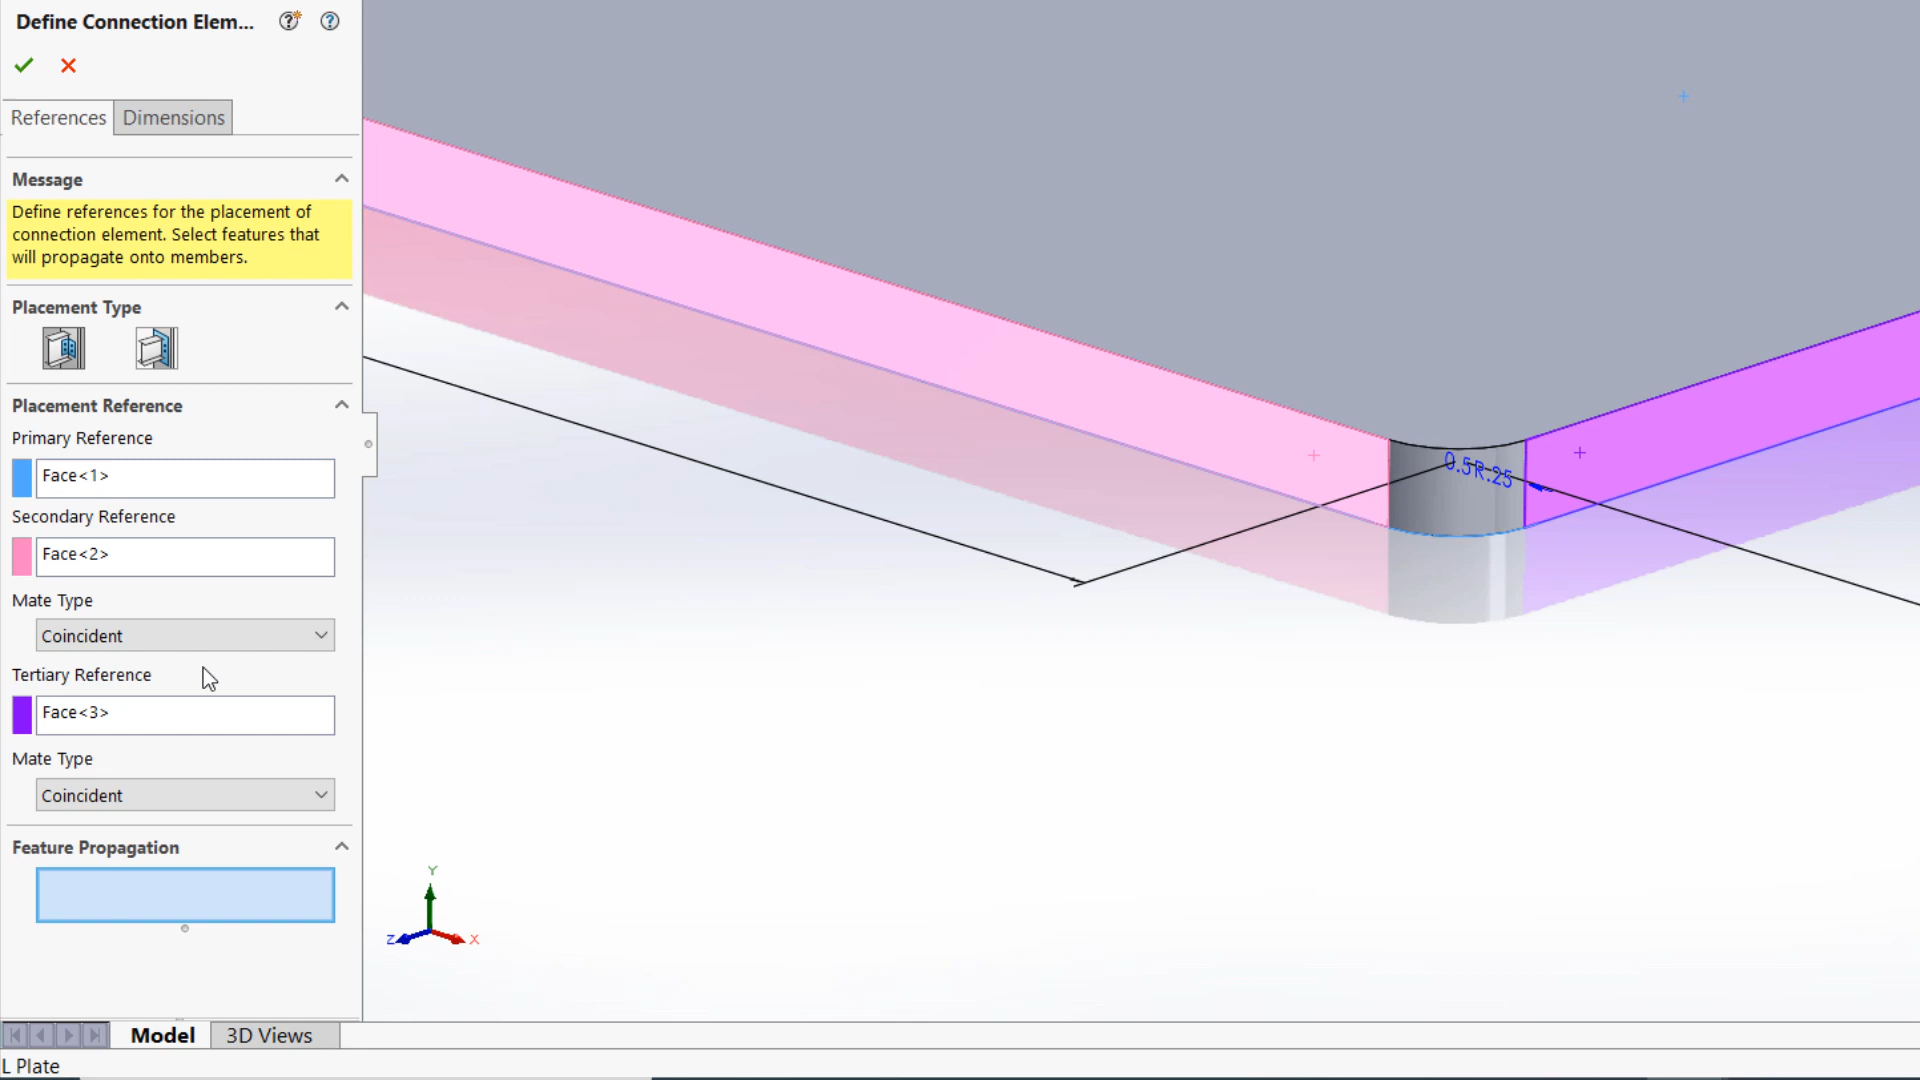 Define Connection Elem...
References
Dimensions
Message
Define references for the placement of
connection element. Select features that
will propagate onto members.
Placement Type
Placement Reference
Primary Reference
Face<1>
Secondary Reference
Face<2>
Mate Type
Coincident
Tertiary Reference
Face<3>
Mate Type
Coincident
Feature Propagation
0.5R.25
Y
Z
X
Model
3D Views
L Plate